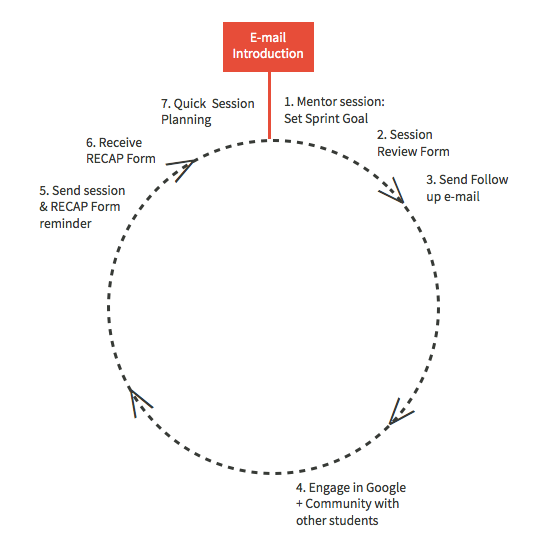 E-mail
Introduction
1. Mentor session:
Set Sprint Goal
2. Session
Review Form
3. Send Follow
up e-mail
4. Engage in Google
+ Community with
other students
5. Send session
& RECAP Form
reminder
6. Receive
RECAP Form
7. Quick Session
Planning